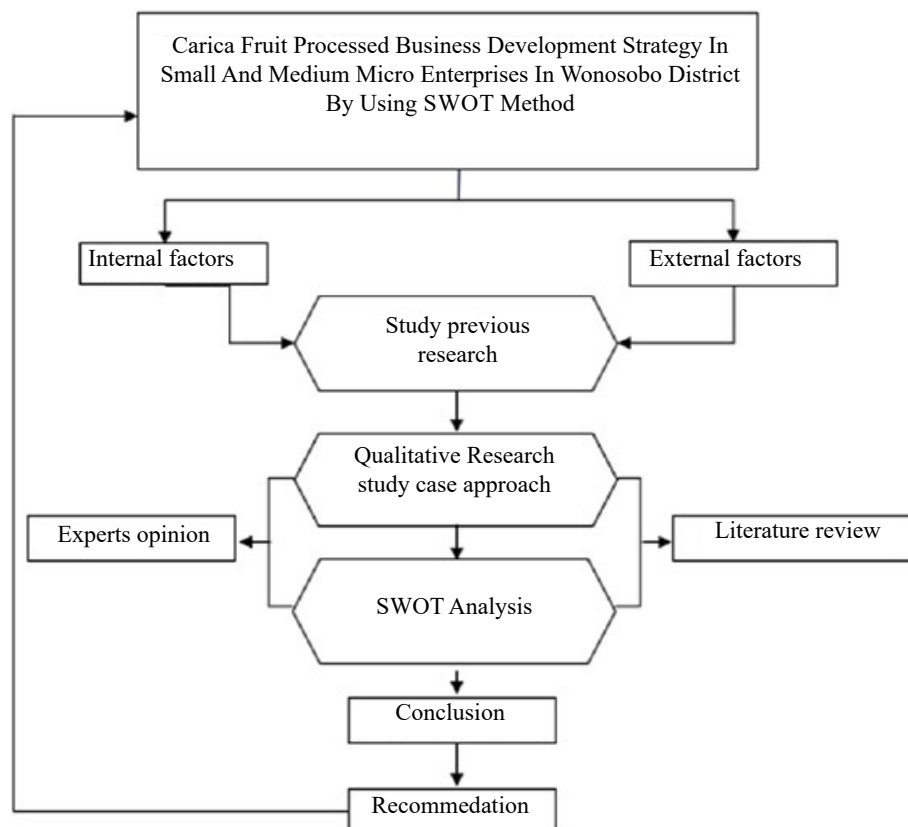 Carica Fruit Processed Business Development Strategy In
Small And Medium Micro Enterprises In Wonosobo District
By Using SWOT Method
Internal factors
External factors
Study previous
research
Qualitative Research
study case approach
Experts opinion
Literature review
SWOT Analysis
Conclusion
Recommedation